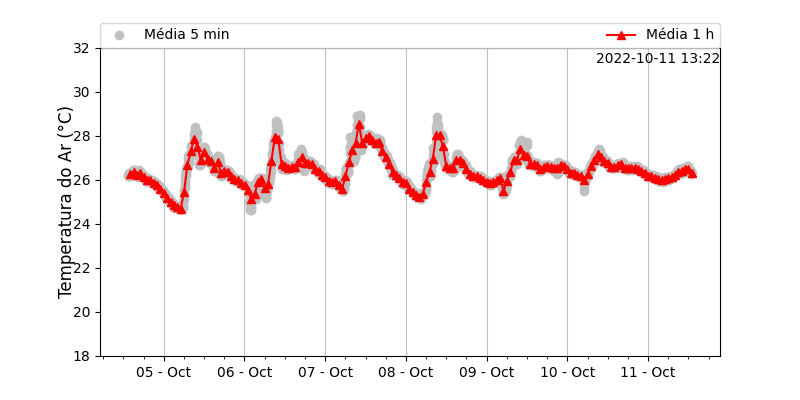 Média 5 min
Média 1 h
2022-10-11 13:22
Temperatura do Ar (°C)
32
30
28
26
24
22
20
18
05 - Oct
06 - Oct
07 - Oct
08 - Oct
09 - Oct
10 - Oct
11 - Oct